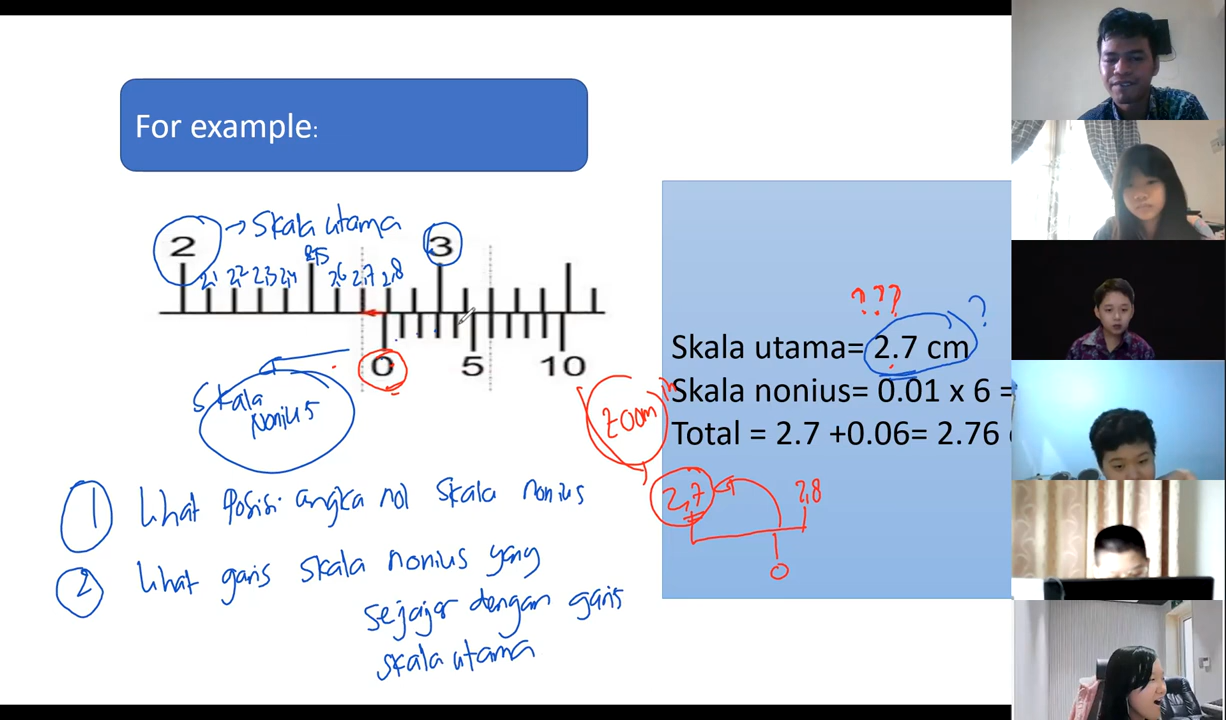 For example:
2 → Skala utama
3
2,1 2,2 2,3 2,4 2,5 2,6 2,7 2,8
0 5 10
Skala
Nonius
???
?
Skala utama= 2.7 cm
Skala nonius= 0.01 x 6 =
Total = 2.7 +0.06= 2.76
zoom
in
2,7 2,8
0
1 lihat posisi angka nol skala nonius
2 lihat garis skala nonius yang
sejajar dengan garis
skala utama